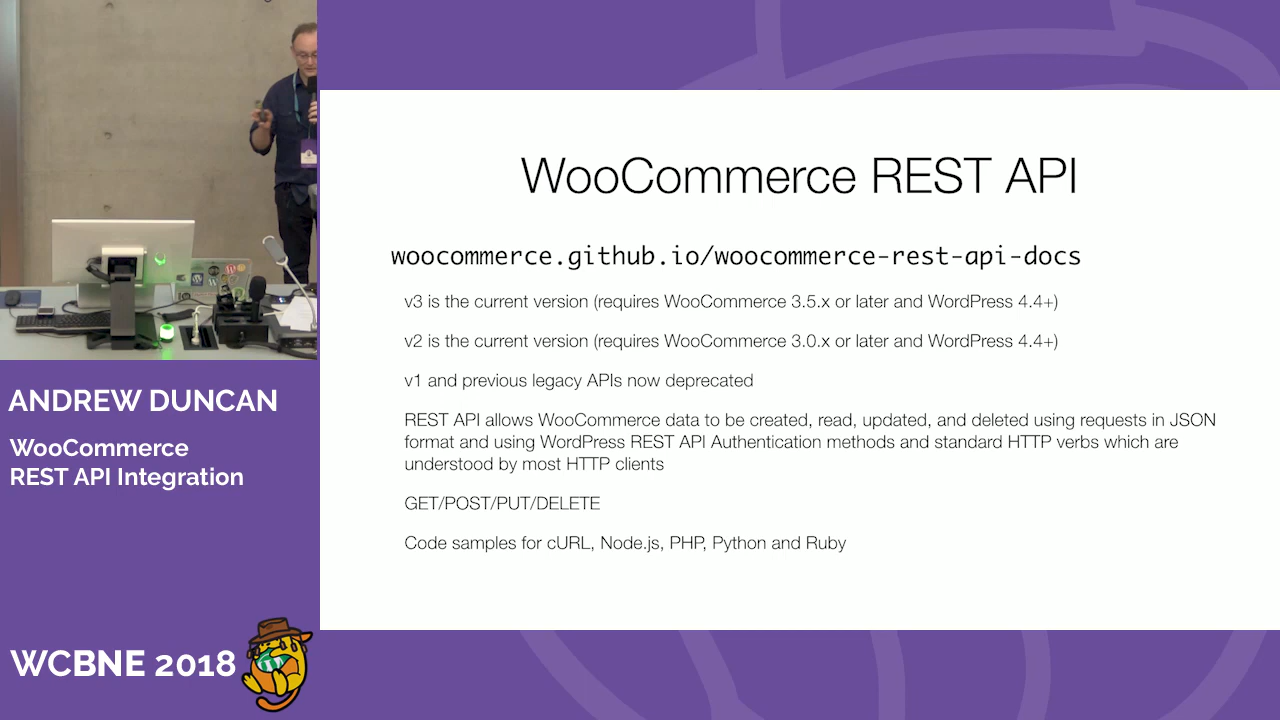 WooCommerce REST API
woocommerce.github.io/woocommerce-rest-api-docs
v3 is the current version (requires WooCommerce 3.5.x or later and WordPress 4.4+)
v2 is the current version (requires WooCommerce 3.0.x or later and WordPress 4.4+)
v1 and previous legacy APIs now deprecated
REST API allows WooCommerce data to be created, read, updated, and deleted using requests in JSON
format and using WordPress REST API Authentication methods and standard HTTP verbs which are
understood by most HTTP clients
GET/POST/PUT/DELETE
Code samples for cURL, Node.js, PHP, Python and Ruby
ANDREW DUNCAN
WooCommerce
REST API Integration
WCBNE 2018